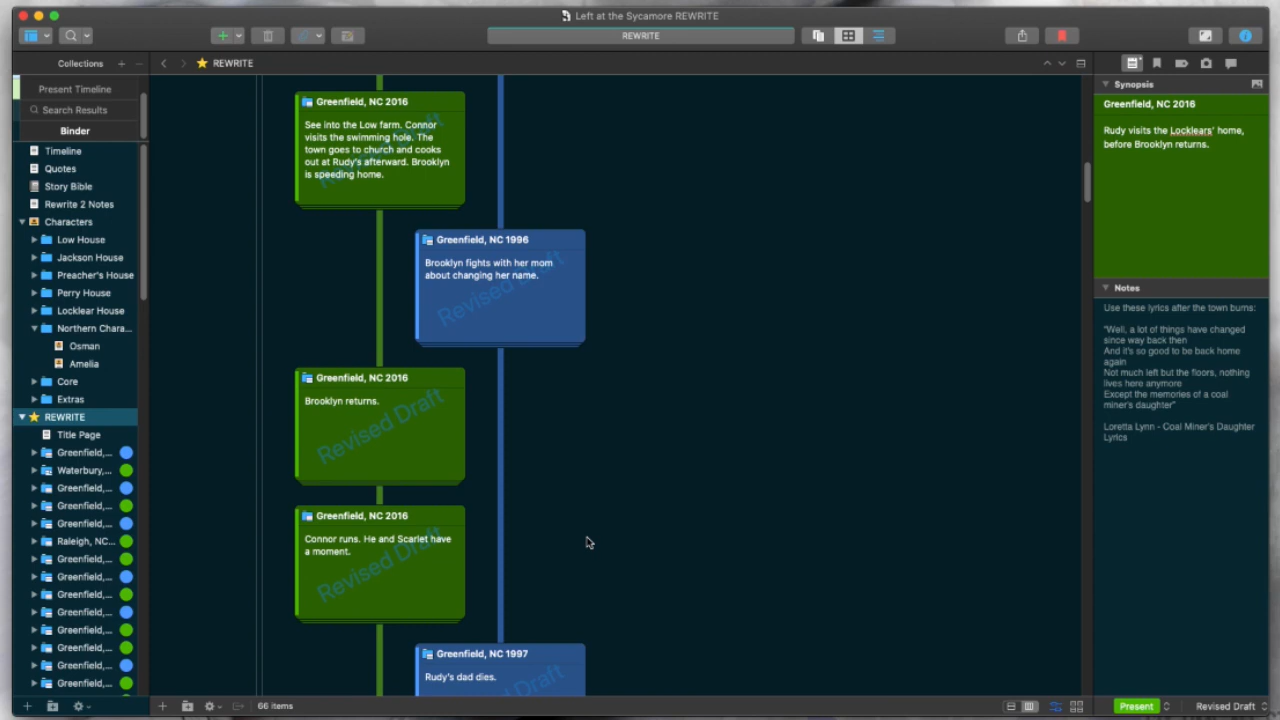 Left at the Sycamore REWRITE
REWRITE
Collections
REWRITE
Present Timeline
Search Results
Binder
Timeline
Quotes
Story Bible
Rewrite 2 Notes
Characters
Low House
Jackson House
Preacher's House
Perry House
Locklear House
Northern Chara...
Osman
Amelia
Core
Extras
REWRITE
Title Page
Greenfield,...
Waterbury,...
Greenfield,...
Greenfield,...
Greenfield,...
Raleigh, NC...
Greenfield,...
Greenfield,...
Greenfield,...
Greenfield,...
Greenfield,...
Greenfield,...
Greenfield,...
Greenfield,...
Greenfield, NC 2016
See into the Low farm. Connor
visits the swimming hole. The
town goes to church and cooks
out at Rudy's afterward. Brooklyn
is speeding home.
Revised Draft
Greenfield, NC 1996
Brooklyn fights with her mom
about changing her name.
Revised Draft
Greenfield, NC 2016
Brooklyn returns.
Revised Draft
Greenfield, NC 2016
Connor runs. He and Scarlet have
a moment.
Revised Draft
Greenfield, NC 1997
Rudy's dad dies.
Revised Draft
66 items
Synopsis
Greenfield, NC 2016
Rudy visits the Locklears' home,
before Brooklyn returns.
Notes
Use these lyrics after the town burns:
"Well, a lot of things have changed
since way back then
And it's so good to be back home
again
Not much left but the floors, nothing
lives here anymore
Except the memories of a coal
miner's daughter"
Loretta Lynn - Coal Miner's Daughter
Lyrics
Present
Revised Draft